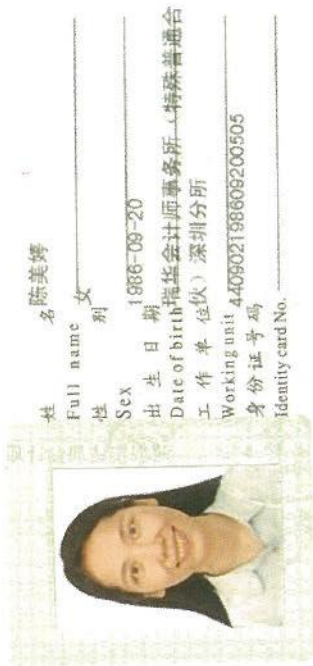 姓 名 陈美婷
Full name
性 别 女
Sex
出 生 日 期 1986-09-20
Date of birth 瑞华会计师事务所（特殊普通合
工 作 单 位 伙）深圳分所
Working unit 440902198609200505
身 份 证 号 码
Identity card No.